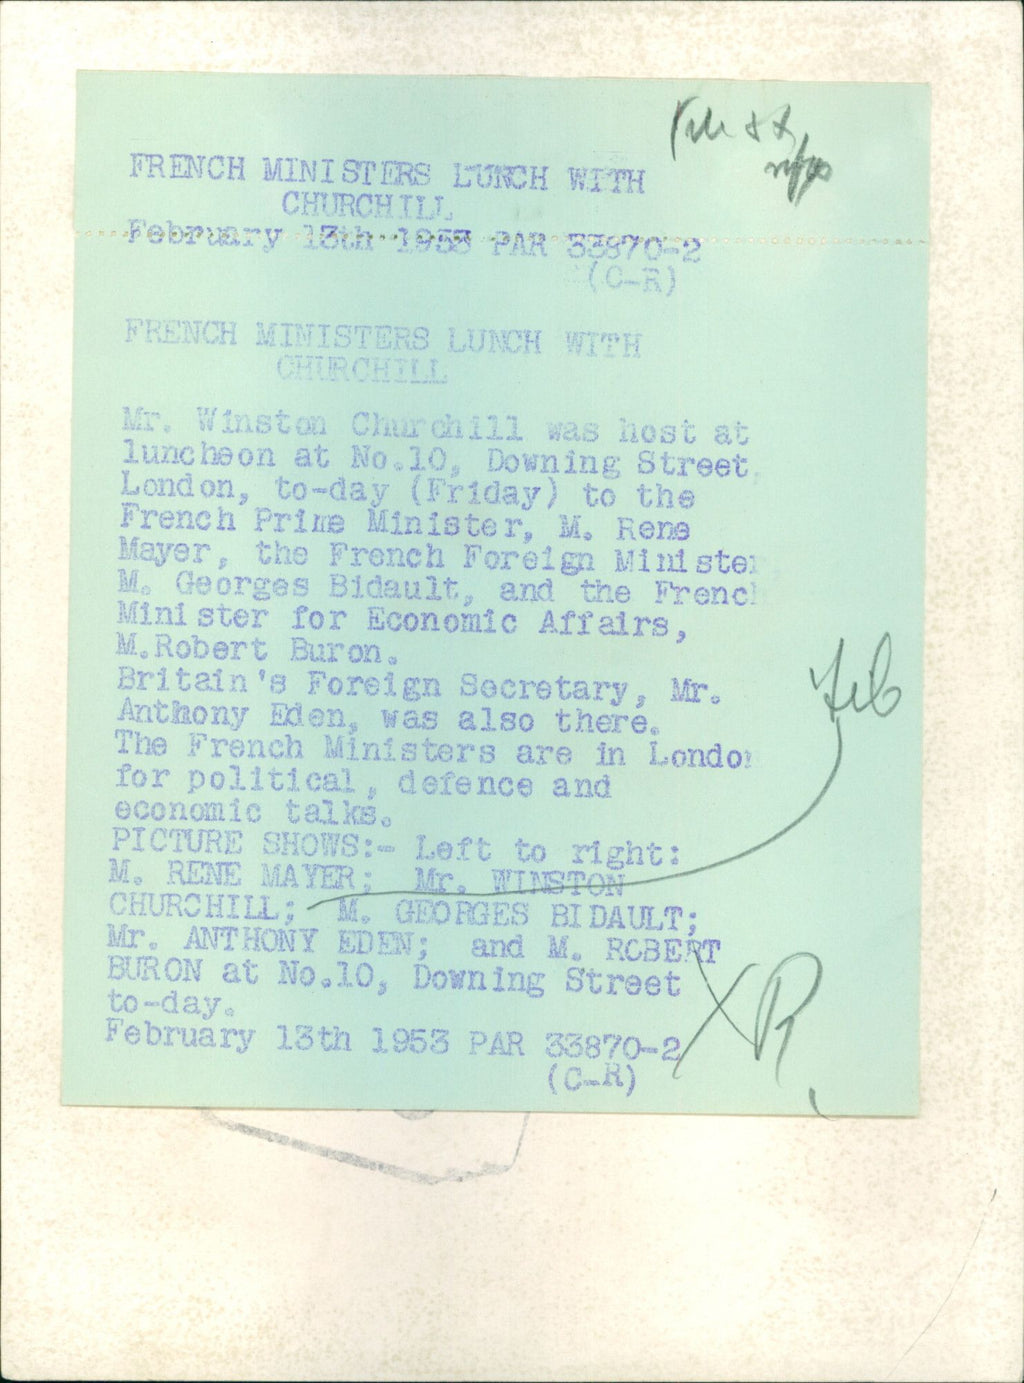 FRENCH MINISTERS LUNCH WITH
CHURCHILL
February 13th 1953 PAR 33870-2
(C-R)
FRENCH MINISTERS LUNCH WITH
CHURCHILL
Mr. Winston Churchill was host at
luncheon at No.10, Downing Street,
London, to-day (Friday) to the
French Prime Minister, M. Rene
Mayer, the French Foreign Minister,
M. Georges Bidault, and the French
Minister for Economic Affairs,
M.Robert Buron.
Britain's Foreign Secretary, Mr.
Anthony Eden, was also there.
The French Ministers are in London
for political, defence and
economic talks.
PICTURE SHOWS:- Left to right:
M. RENE MAYER; Mr. WINSTON
CHURCHILL; M. GEORGES BIDAULT;
Mr. ANTHONY EDEN; and M. ROBERT
BURON at No.10, Downing Street
to-day.
February 13th 1953 PAR 33870-2
(C-R)